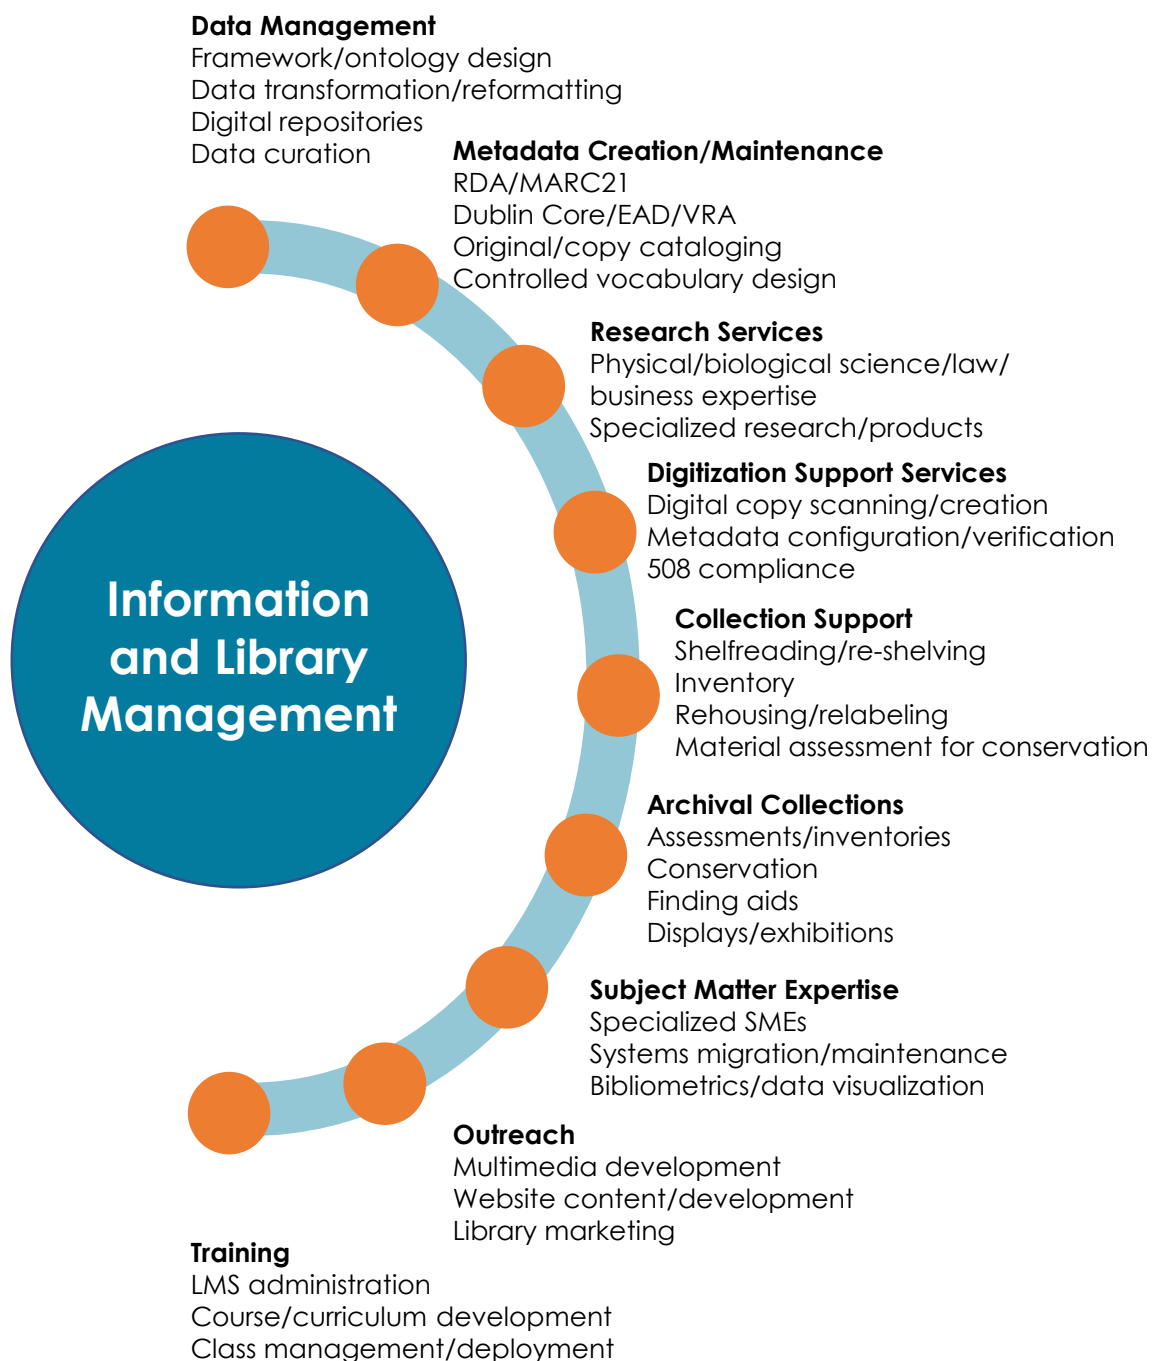 Data Management
Framework/ontology design
Data transformation/reformatting
Digital repositories
Data curation
Metadata Creation/Maintenance
RDA/MARC21
Dublin Core/EAD/VRA
Original/copy cataloging
Controlled vocabulary design
Research Services
Physical/biological science/law/
business expertise
Specialized research/products
Digitization Support Services
Digital copy scanning/creation
Metadata configuration/verification
508 compliance
Information
and Library
Management
Collection Support
Shelfreading/re-shelving
Inventory
Rehousing/relabeling
Material assessment for conservation
Archival Collections
Assessments/inventories
Conservation
Finding aids
Displays/exhibitions
Subject Matter Expertise
Specialized SMEs
Systems migration/maintenance
Bibliometrics/data visualization
Outreach
Multimedia development
Website content/development
Library marketing
Training
LMS administration
Course/curriculum development
Class management/deployment